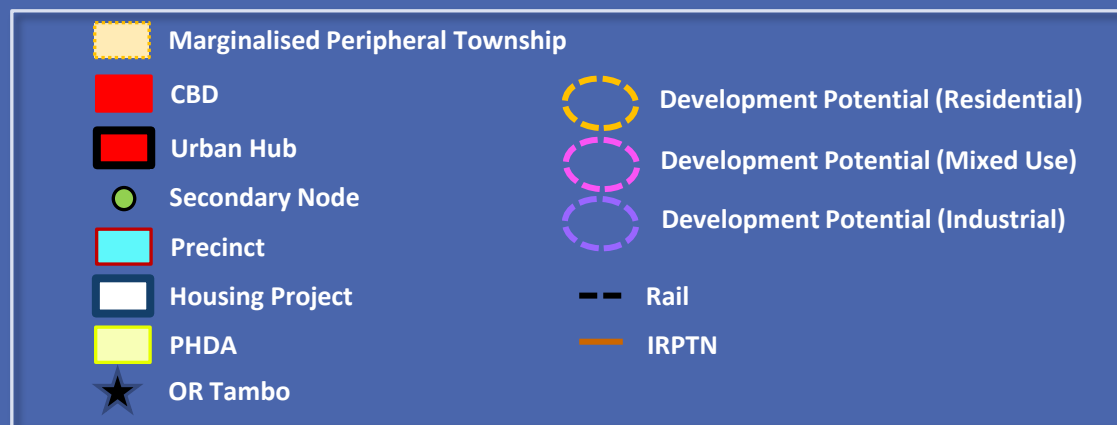 Marginalised Peripheral Township
CBD
Urban Hub
Secondary Node
Precinct
Housing Project
PHDA
OR Tambo
Development Potential (Residential)
Development Potential (Mixed Use)
Development Potential (Industrial)
Rail
IRPTN